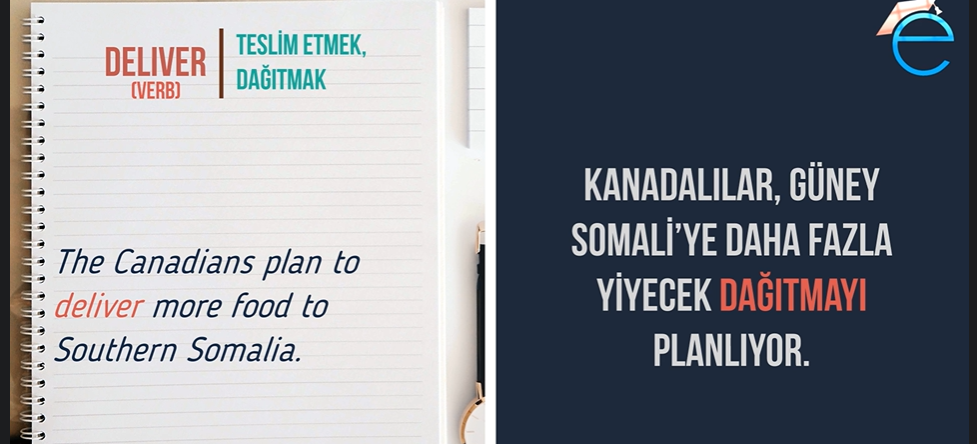 DELIVER
(VERB)
TESLİM ETMEK,
DAĞITMAK
The Canadians plan to
deliver more food to
Southern Somalia.
e
KANADALILAR, GÜNEY
SOMALİ'YE DAHA FAZLA
YİYECEK DAĞITMAYI
PLANLIYOR.